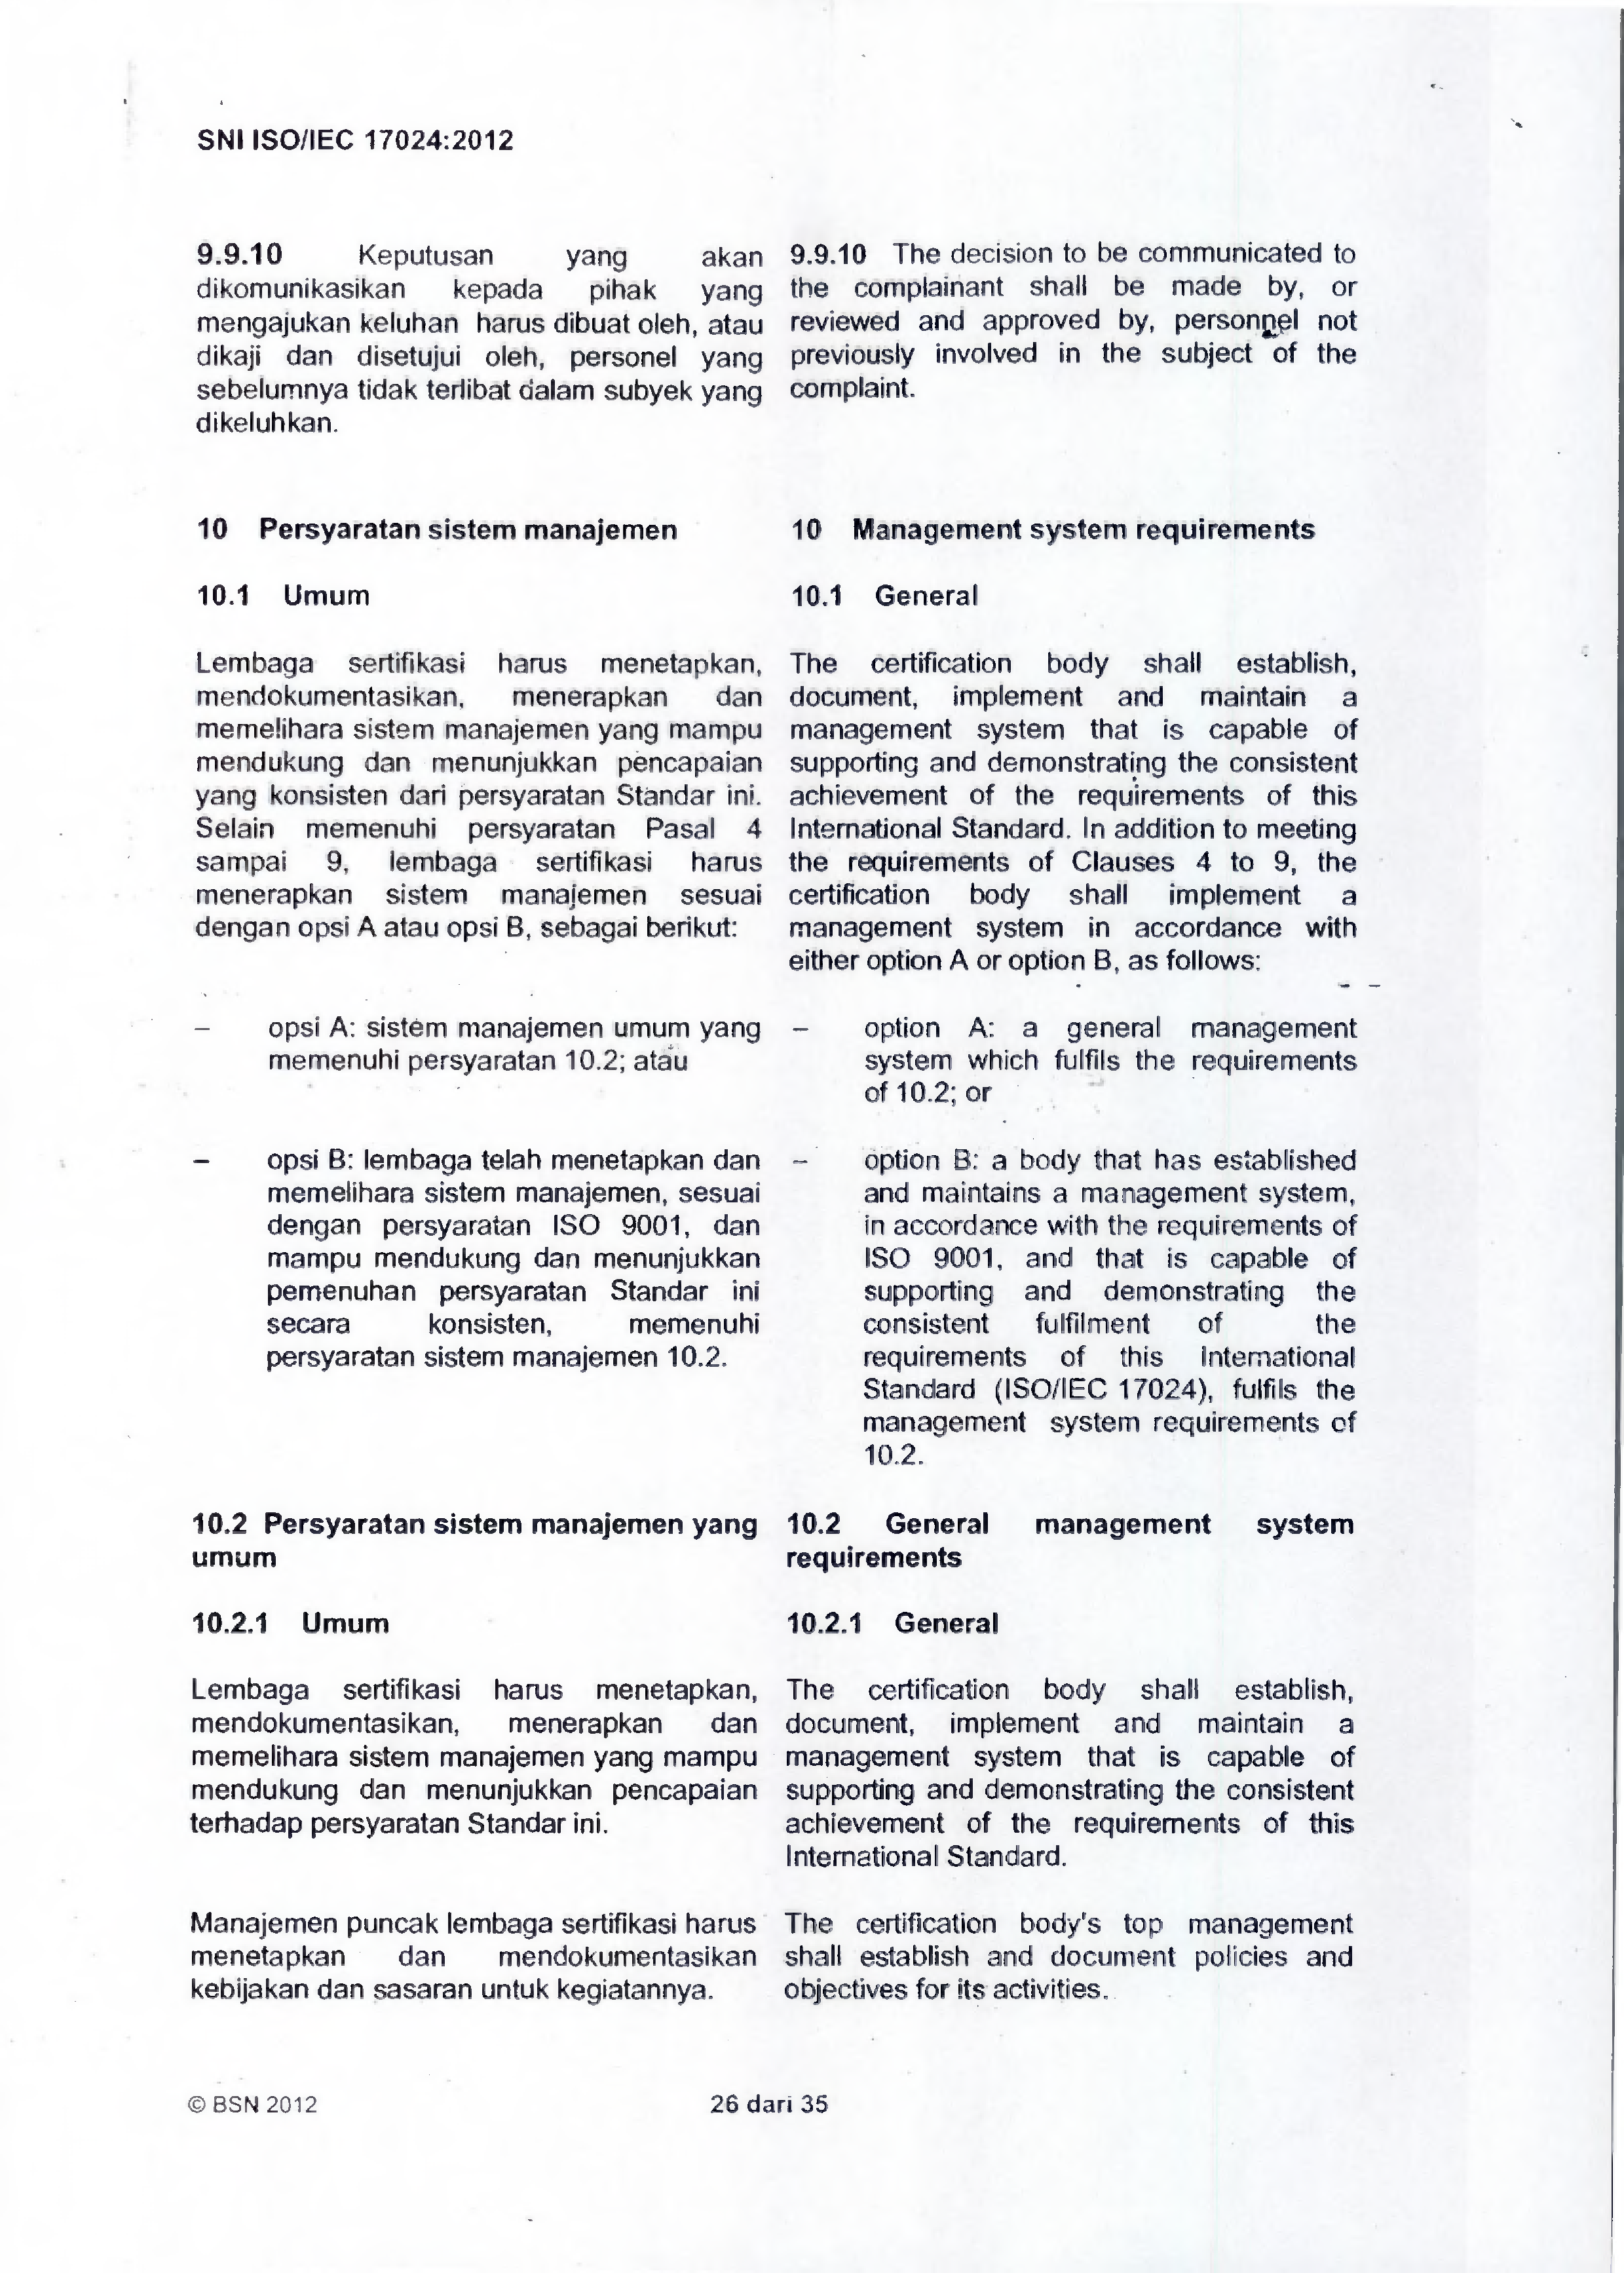 SNI ISO/IEC 17024:2012
9.9.10 Keputusan yang akan
dikomunikasikan kepada pihak yang
mengajukan keluhan harus dibuat oleh, atau
dikaji dan disetujui oleh, personel yang
sebelumnya tidak terlibat dalam subyek yang
dikeluhkan.
10 Persyaratan sistem manajemen
10.1 Umum
Lembaga sertifikasi harus menetapkan,
mendokumentasikan, menerapkan dan
memelihara sistem manajemen yang mampu
mendukung dan menunjukkan pencapaian
yang konsisten dari persyaratan Standar ini.
Selain memenuhi persyaratan Pasal 4
sampai 9, lembaga sertifikasi harus
menerapkan sistem manajemen sesuai
dengan opsi A atau opsi B, sebagai berikut:
– opsi A: sistem manajemen umum yang
memenuhi persyaratan 10.2; atau
– opsi B: lembaga telah menetapkan dan
memelihara sistem manajemen, sesuai
dengan persyaratan ISO 9001, dan
mampu mendukung dan menunjukkan
pemenuhan persyaratan Standar ini
secara konsisten, memenuhi
persyaratan sistem manajemen 10.2.
10.2 Persyaratan sistem manajemen yang
umum
10.2.1 Umum
Lembaga sertifikasi harus menetapkan,
mendokumentasikan, menerapkan dan
memelihara sistem manajemen yang mampu
mendukung dan menunjukkan pencapaian
terhadap persyaratan Standar ini.
Manajemen puncak lembaga sertifikasi harus
menetapkan dan mendokumentasikan
kebijakan dan sasaran untuk kegiatannya.
9.9.10 The decision to be communicated to
the complainant shall be made by, or
reviewed and approved by, personnel not
previously involved in the subject of the
complaint.
10 Management system requirements
10.1 General
The certification body shall establish,
document, implement and maintain a
management system that is capable of
supporting and demonstrating the consistent
achievement of the requirements of this
International Standard. In addition to meeting
the requirements of Clauses 4 to 9, the
certification body shall implement a
management system in accordance with
either option A or option B, as follows:
– option A: a general management
system which fulfils the requirements
of 10.2; or
– option B: a body that has established
and maintains a management system,
in accordance with the requirements of
ISO 9001, and that is capable of
supporting and demonstrating the
consistent fulfilment of the
requirements of this International
Standard (ISO/IEC 17024), fulfils the
management system requirements of
10.2.
10.2 General management system
requirements
10.2.1 General
The certification body shall establish,
document, implement and maintain a
management system that is capable of
supporting and demonstrating the consistent
achievement of the requirements of this
International Standard.
The certification body's top management
shall establish and document policies and
objectives for its activities.
© BSN 2012
26 dari 35